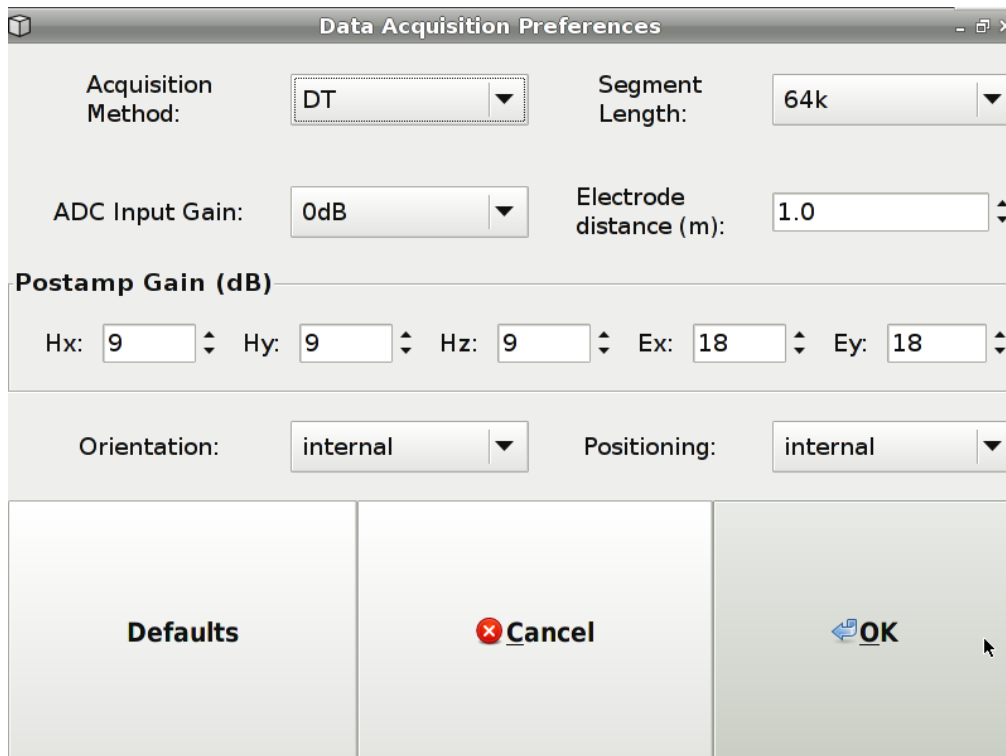 Data Acquisition Preferences
Acquisition Method:
DT
Segment Length:
64k
ADC Input Gain:
0dB
Electrode distance (m):
1.0
Postamp Gain (dB)
Hx: 9 Hy: 9 Hz: 9 Ex: 18 Ey: 18
Orientation: internal Positioning: internal
Defaults Cancel OK